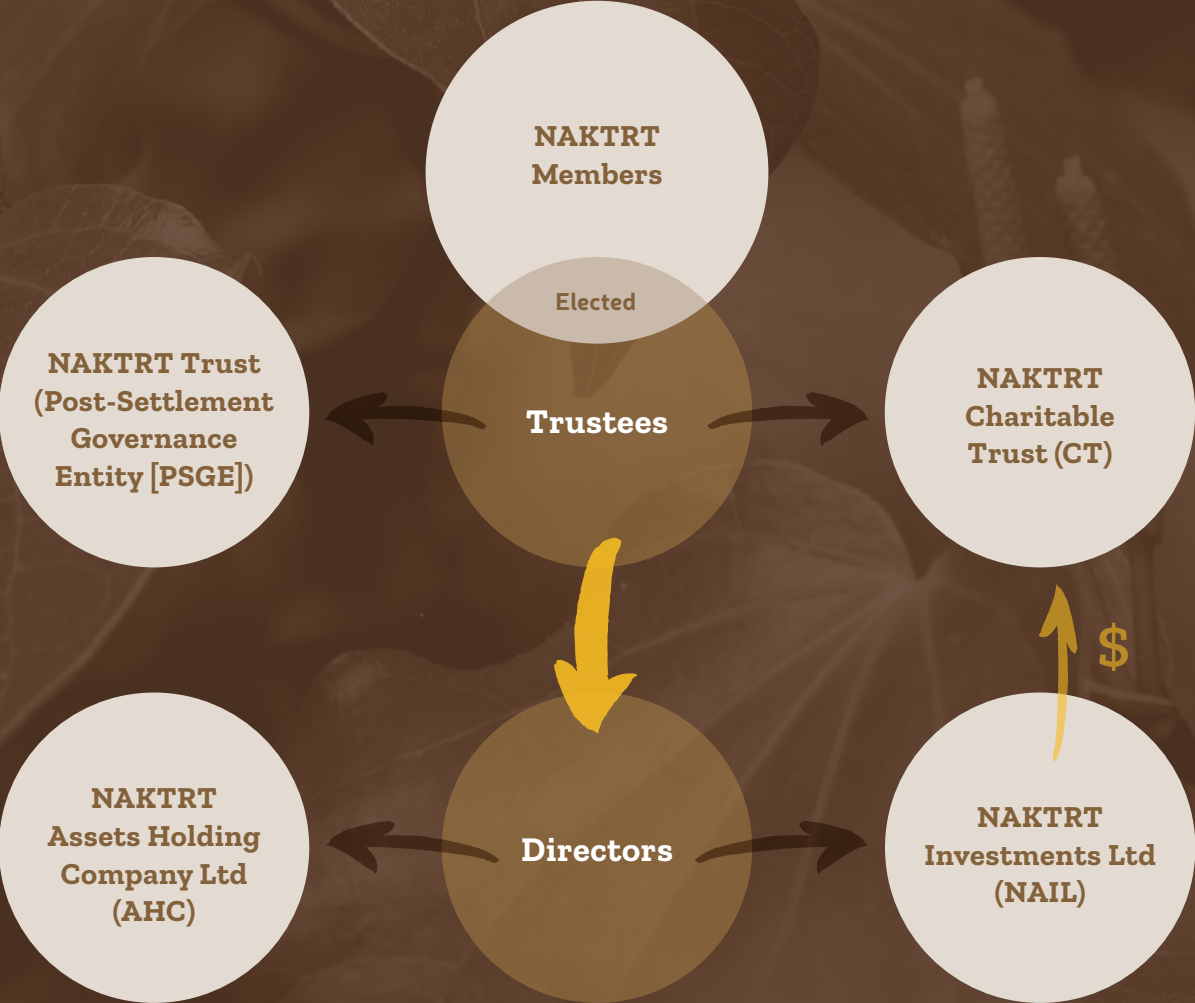 NAKTRT
Members
Elected
NAKTRT Trust
(Post-Settlement
Governance
Entity [PSGE])
Trustees
NAKTRT
Charitable
Trust (CT)
$
NAKTRT
Assets Holding
Company Ltd
(AHC)
Directors
NAKTRT
Investments Ltd
(NAIL)